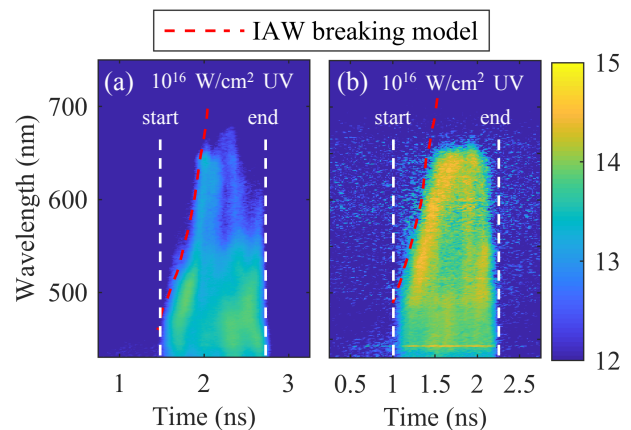 IAW breaking model
(a) 10¹⁶ W/cm² UV
start end
(b) 10¹⁶ W/cm² UV
start end
Wavelength (nm)
700
600
500
1 2 3
Time (ns)
0.5 1 1.5 2 2.5
Time (ns)
15
14
13
12